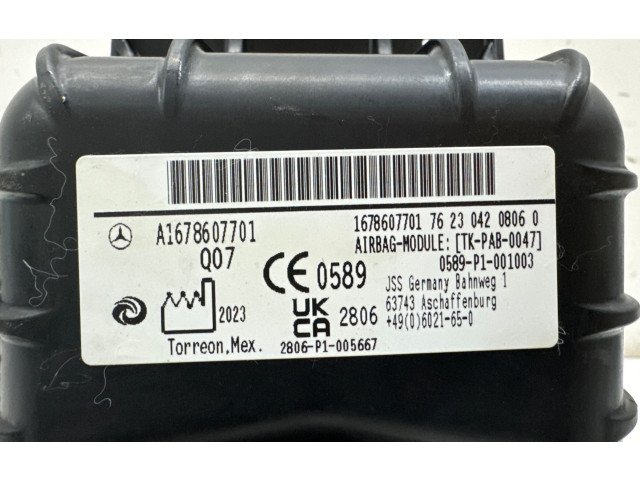 A1678607701
Q07
1678607701 76 23 042 0806 0
AIRBAG-MODULE: [TK-PAB-0047]
0589-P1-001003
CE 0589
JSS Germany Bahnweg 1
63743 Aschaffenburg
+49(0)6021-65-0
2023
UK
CA 2806
Torreon, Mex.
2806-P1-005667